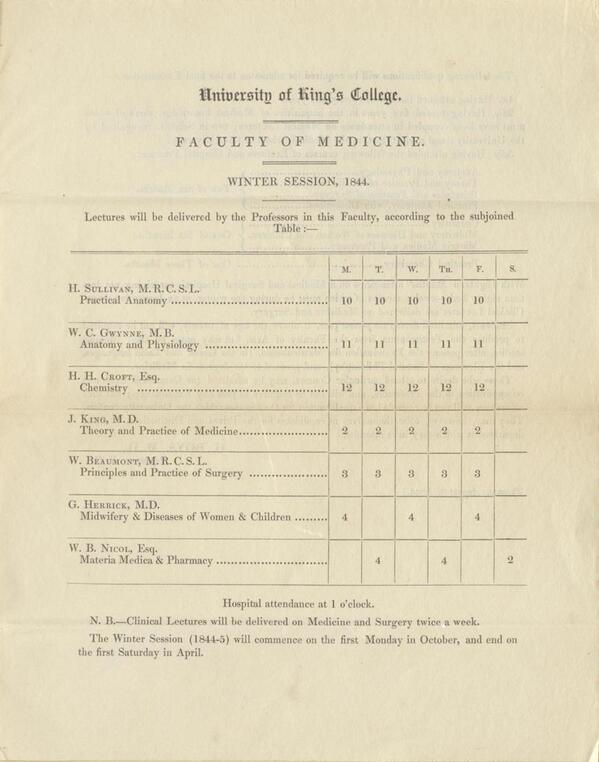 University of King's College.
FACULTY OF MEDICINE.
WINTER SESSION, 1844.
Lectures will be delivered by the Professors in this Faculty, according to the subjoined
Table :—
M. T. W. Th. F. S.
H. Sullivan, M.R.C.S.L.
Practical Anatomy 10 10 10 10 10
W. C. Gwynne, M.B.
Anatomy and Physiology 11 11 11 11 11
H. H. Croft, Esq.
Chemistry 12 12 12 12 12
J. King, M.D.
Theory and Practice of Medicine 2 2 2 2 2
W. Beaumont, M.R.C.S.L.
Principles and Practice of Surgery 3 3 3 3 3
G. Herrick, M.D.
Midwifery & Diseases of Women & Children 4 4 4
W. B. Nicol, Esq.
Materia Medica & Pharmacy 4 4 2
Hospital attendance at 1 o'clock.
N. B.—Clinical Lectures will be delivered on Medicine and Surgery twice a week.
The Winter Session (1844-5) will commence on the first Monday in October, and end on
the first Saturday in April.